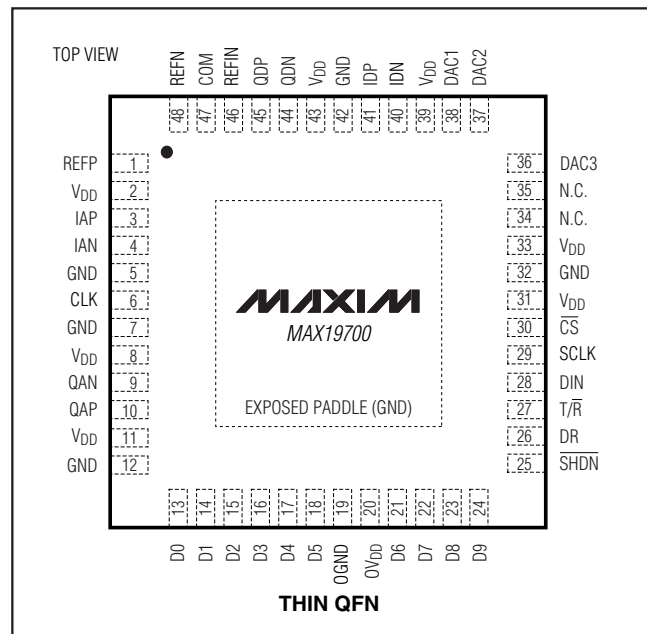 TOP VIEW
REFN COM REFIN QDP QDN VDD GND IDP IDN VDD DAC1 DAC2
48 47 46 45 44 43 42 41 40 39 38 37
REFP 1
VDD 2
IAP 3
IAN 4
GND 5
CLK 6
GND 7
VDD 8
QAN 9
QAP 10
VDD 11
GND 12
MAXIM
MAX19700
EXPOSED PADDLE (GND)
36 DAC3
35 N.C.
34 N.C.
33 VDD
32 GND
31 VDD
30 C̅S̅
29 SCLK
28 DIN
27 T/R̅
26 DR
25 S̅H̅D̅N̅
13 14 15 16 17 18 19 20 21 22 23 24
D0 D1 D2 D3 D4 D5 OGND OVDD D6 D7 D8 D9
THIN QFN